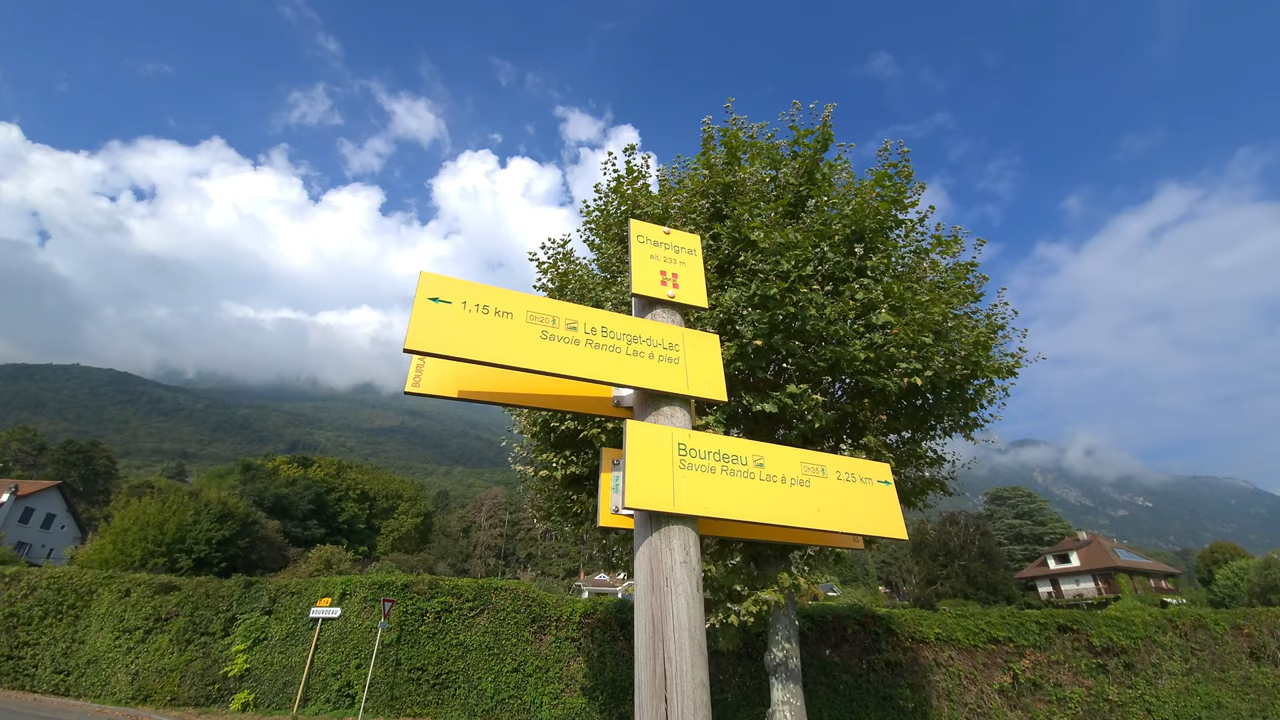 Charpignat
alt. 233 m
1,15 km 0h20 Le Bourget-du-Lac
Savoie Rando Lac à pied
BOURLA
Bourdeau 0h35 2,25 km
Savoie Rando Lac à pied
BOURDEAU